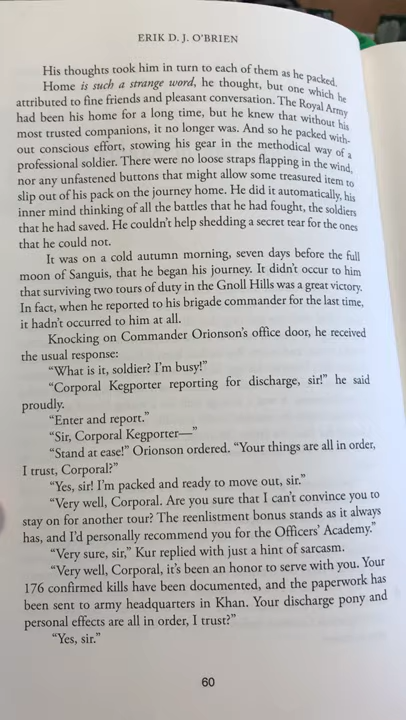 ERIK D. J. O'BRIEN
His thoughts took him in turn to each of them as he packed.
Home is such a strange word, he thought, but one which he
attributed to fine friends and pleasant conversation. The Royal Army
had been his home for a long time, but he knew that without his
most trusted companions, it no longer was. And so he packed with-
out conscious effort, stowing his gear in the methodical way of a
professional soldier. There were no loose straps flapping in the wind,
nor any unfastened buttons that might allow some treasured item to
slip out of his pack on the journey home. He did it automatically, his
inner mind thinking of all the battles that he had fought, the soldiers
that he had saved. He couldn't help shedding a secret tear for the ones
that he could not.
It was on a cold autumn morning, seven days before the full
moon of Sanguis, that he began his journey. It didn't occur to him
that surviving two tours of duty in the Gnoll Hills was a great victory.
In fact, when he reported to his brigade commander for the last time,
it hadn't occurred to him at all.
Knocking on Commander Orionson's office door, he received
the usual response:
"What is it, soldier? I'm busy!"
"Corporal Kegporter reporting for discharge, sir!" he said
proudly.
"Enter and report."
"Sir, Corporal Kegporter—"
"Stand at ease!" Orionson ordered. "Your things are all in order,
I trust, Corporal?"
"Yes, sir! I'm packed and ready to move out, sir."
"Very well, Corporal. Are you sure that I can't convince you to
stay on for another tour? The reenlistment bonus stands as it always
has, and I'd personally recommend you for the Officers' Academy."
"Very sure, sir," Kur replied with just a hint of sarcasm.
"Very well, Corporal, it's been an honor to serve with you. Your
176 confirmed kills have been documented, and the paperwork has
been sent to army headquarters in Khan. Your discharge pony and
personal effects are all in order, I trust?"
"Yes, sir."
60